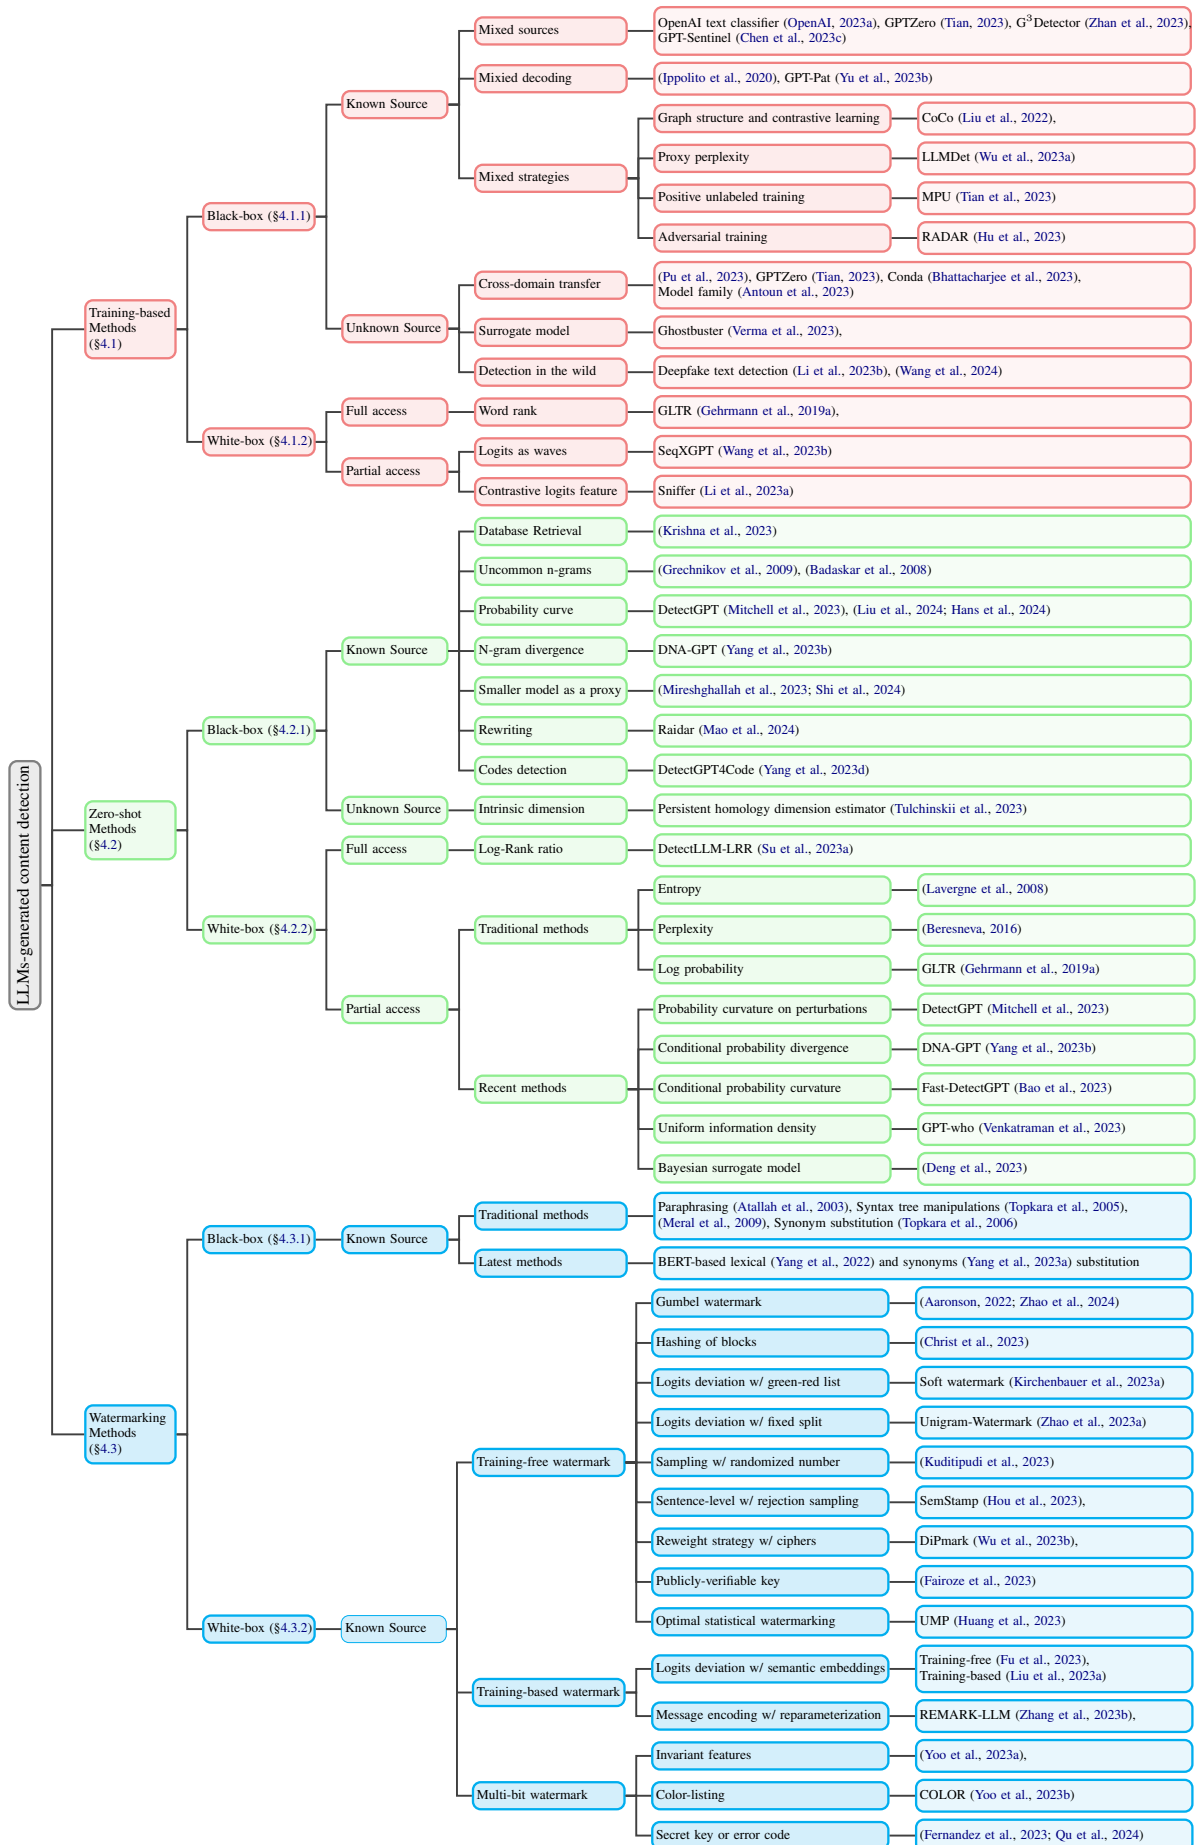 LLMs-generated content detection
Training-based
Methods
(§4.1)
Black-box (§4.1.1)
Known Source
Mixed sources
OpenAI text classifier (OpenAI, 2023a), GPTZero (Tian, 2023), G³Detector (Zhan et al., 2023),
GPT-Sentinel (Chen et al., 2023c)
Mixied decoding
(Ippolito et al., 2020), GPT-Pat (Yu et al., 2023b)
Mixed strategies
Graph structure and contrastive learning
CoCo (Liu et al., 2022),
Proxy perplexity
LLMDet (Wu et al., 2023a)
Positive unlabeled training
MPU (Tian et al., 2023)
Adversarial training
RADAR (Hu et al., 2023)
Unknown Source
Cross-domain transfer
(Pu et al., 2023), GPTZero (Tian, 2023), Conda (Bhattacharjee et al., 2023),
Model family (Antoun et al., 2023)
Surrogate model
Ghostbuster (Verma et al., 2023),
Detection in the wild
Deepfake text detection (Li et al., 2023b), (Wang et al., 2024)
White-box (§4.1.2)
Full access
Word rank
GLTR (Gehrmann et al., 2019a),
Partial access
Logits as waves
SeqXGPT (Wang et al., 2023b)
Contrastive logits feature
Sniffer (Li et al., 2023a)
Zero-shot
Methods
(§4.2)
Black-box (§4.2.1)
Known Source
Database Retrieval
(Krishna et al., 2023)
Uncommon n-grams
(Grechnikov et al., 2009), (Badaskar et al., 2008)
Probability curve
DetectGPT (Mitchell et al., 2023), (Liu et al., 2024; Hans et al., 2024)
N-gram divergence
DNA-GPT (Yang et al., 2023b)
Smaller model as a proxy
(Mireshghallah et al., 2023; Shi et al., 2024)
Rewriting
Raidar (Mao et al., 2024)
Codes detection
DetectGPT4Code (Yang et al., 2023d)
Unknown Source
Intrinsic dimension
Persistent homology dimension estimator (Tulchinskii et al., 2023)
White-box (§4.2.2)
Full access
Log-Rank ratio
DetectLLM-LRR (Su et al., 2023a)
Partial access
Traditional methods
Entropy
(Lavergne et al., 2008)
Perplexity
(Beresneva, 2016)
Log probability
GLTR (Gehrmann et al., 2019a)
Recent methods
Probability curvature on perturbations
DetectGPT (Mitchell et al., 2023)
Conditional probability divergence
DNA-GPT (Yang et al., 2023b)
Conditional probability curvature
Fast-DetectGPT (Bao et al., 2023)
Uniform information density
GPT-who (Venkatraman et al., 2023)
Bayesian surrogate model
(Deng et al., 2023)
Watermarking
Methods
(§4.3)
Black-box (§4.3.1)
Known Source
Traditional methods
Paraphrasing (Atallah et al., 2003), Syntax tree manipulations (Topkara et al., 2005),
(Meral et al., 2009), Synonym substitution (Topkara et al., 2006)
Latest methods
BERT-based lexical (Yang et al., 2022) and synonyms (Yang et al., 2023a) substitution
White-box (§4.3.2)
Known Source
Training-free watermark
Gumbel watermark
(Aaronson, 2022; Zhao et al., 2024)
Hashing of blocks
(Christ et al., 2023)
Logits deviation w/ green-red list
Soft watermark (Kirchenbauer et al., 2023a)
Logits deviation w/ fixed split
Unigram-Watermark (Zhao et al., 2023a)
Sampling w/ randomized number
(Kuditipudi et al., 2023)
Sentence-level w/ rejection sampling
SemStamp (Hou et al., 2023),
Reweight strategy w/ ciphers
DiPmark (Wu et al., 2023b),
Publicly-verifiable key
(Fairoze et al., 2023)
Optimal statistical watermarking
UMP (Huang et al., 2023)
Training-based watermark
Logits deviation w/ semantic embeddings
Training-free (Fu et al., 2023),
Training-based (Liu et al., 2023a)
Message encoding w/ reparameterization
REMARK-LLM (Zhang et al., 2023b),
Multi-bit watermark
Invariant features
(Yoo et al., 2023a),
Color-listing
COLOR (Yoo et al., 2023b)
Secret key or error code
(Fernandez et al., 2023; Qu et al., 2024)